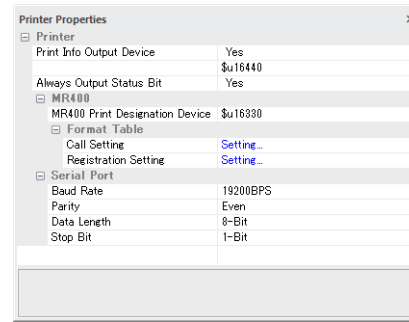 Printer Properties
Printer
Print Info Output Device Yes
$u16440
Always Output Status Bit Yes
MR400
MR400 Print Designation Device $u16330
Format Table
Call Setting Setting...
Registration Setting Setting...
Serial Port
Baud Rate 19200BPS
Parity Even
Data Length 8-Bit
Stop Bit 1-Bit